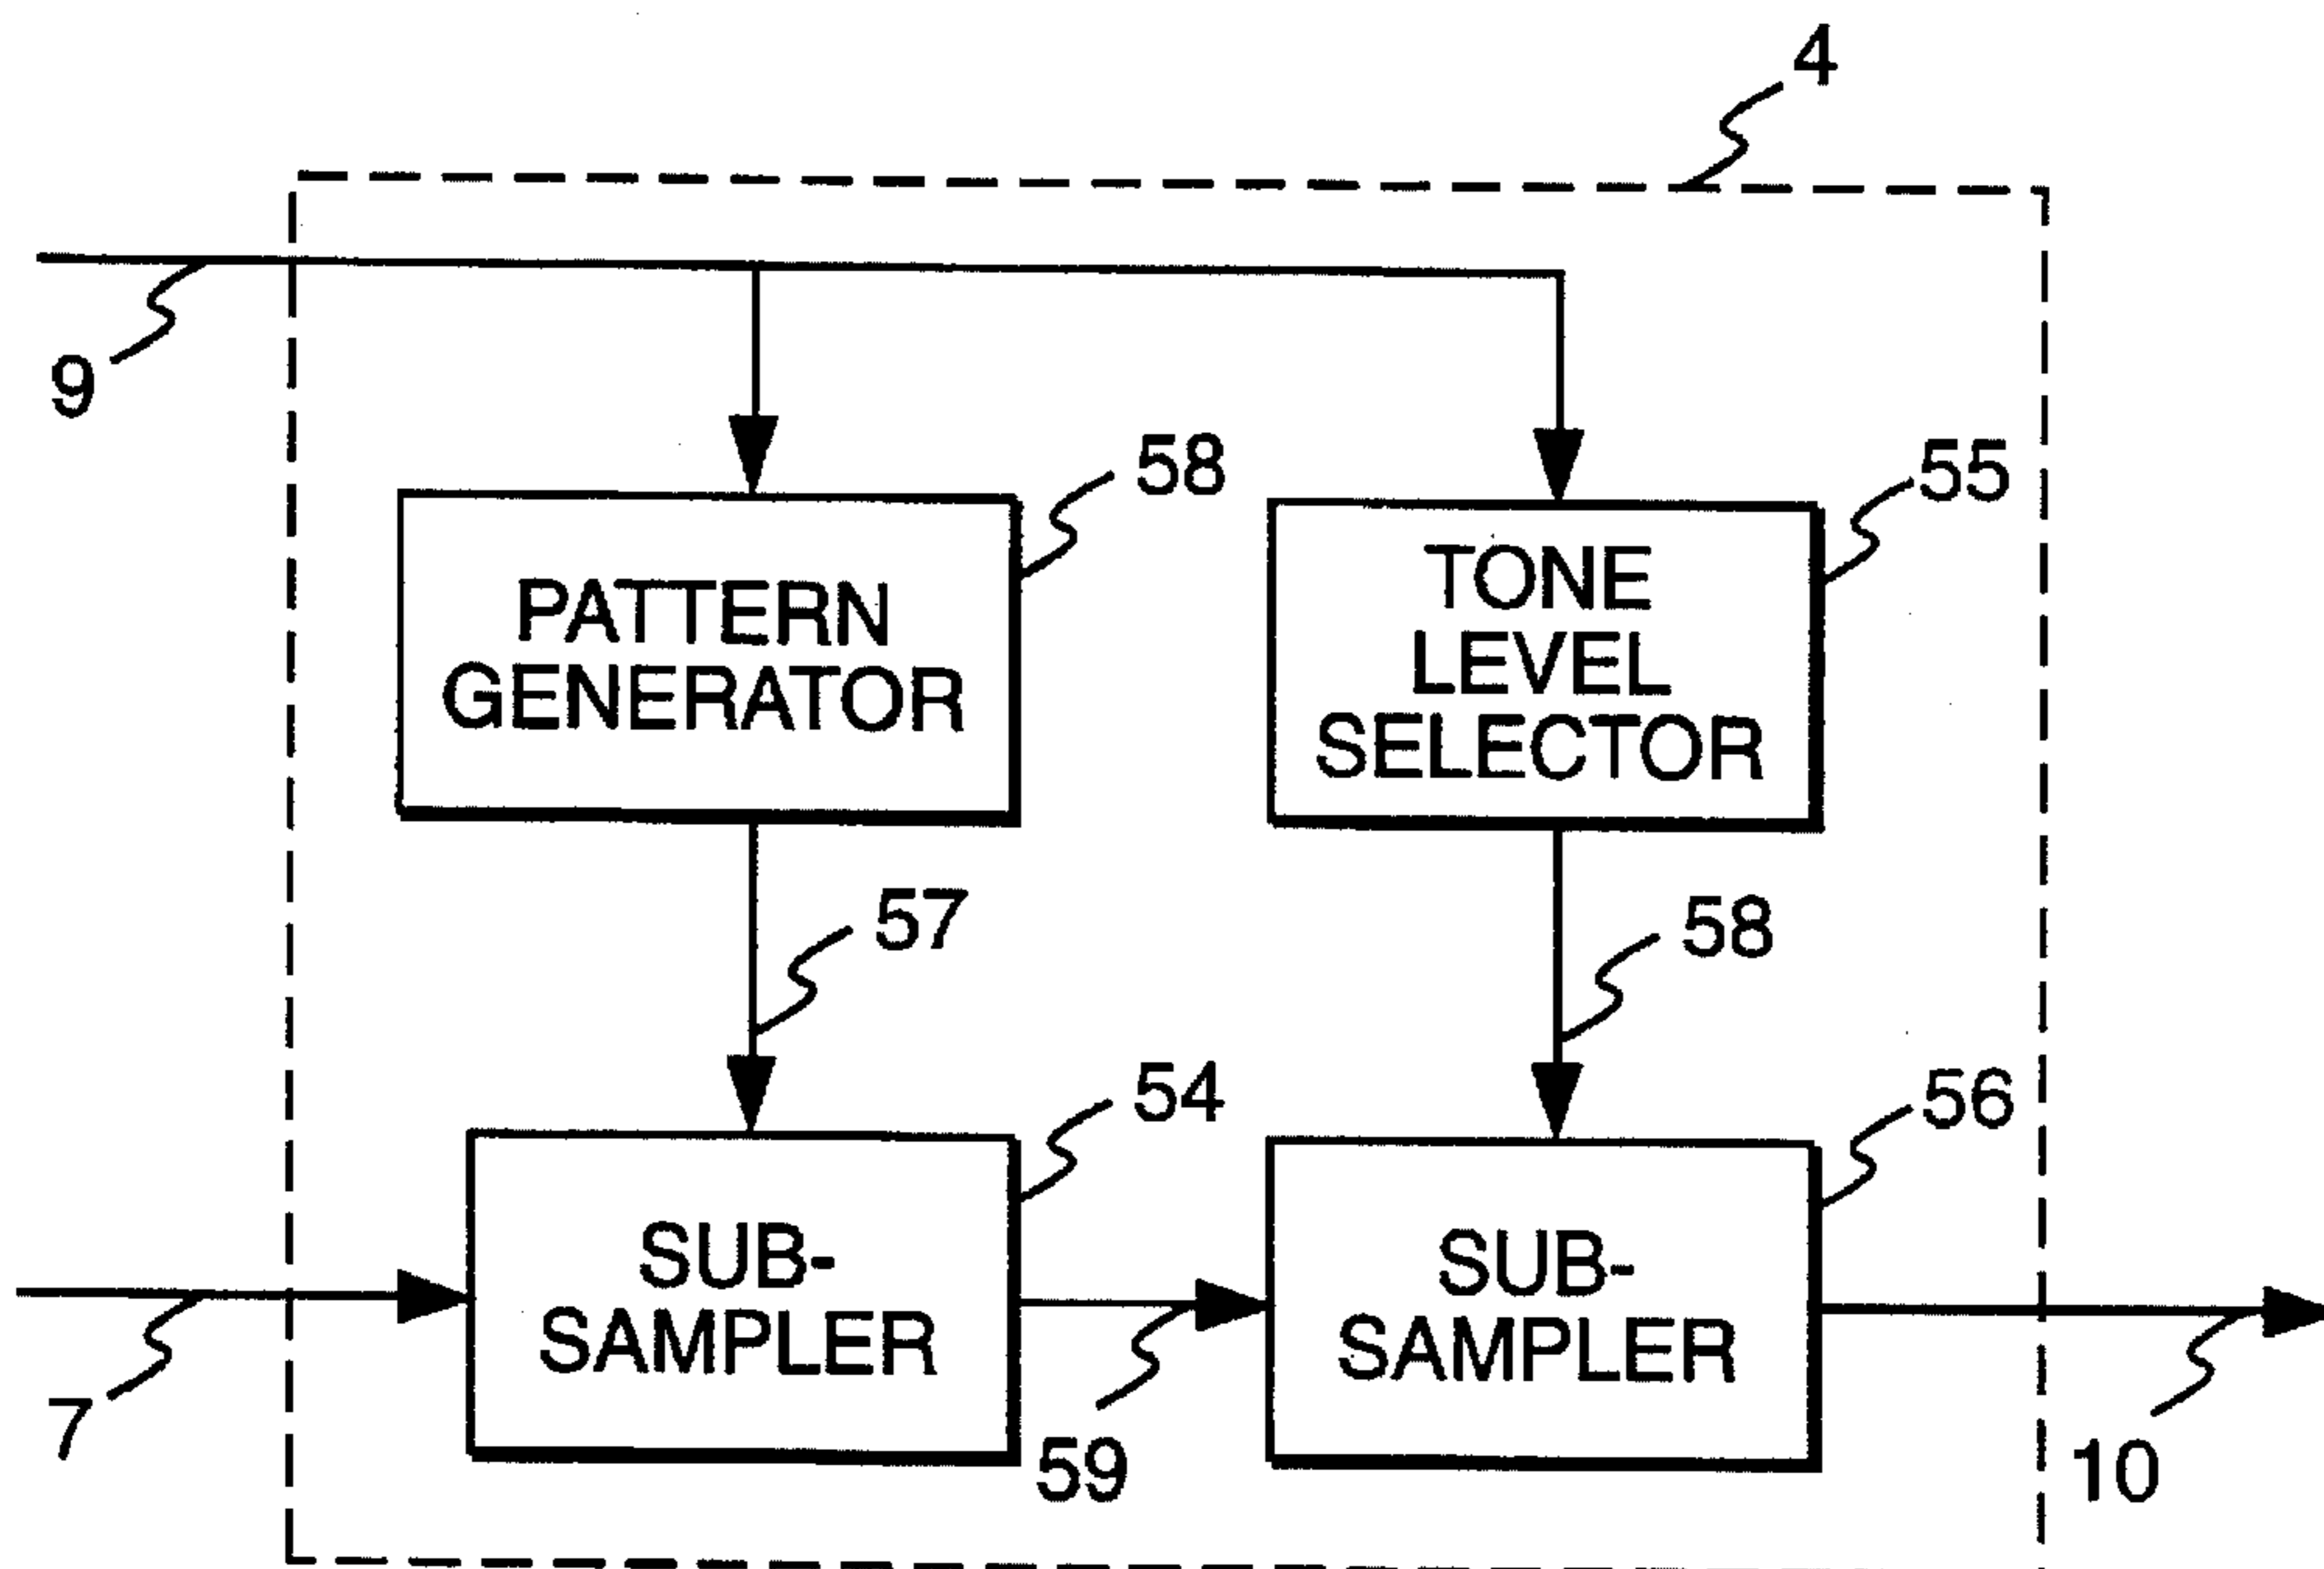 4
9
58
55
PATTERN
GENERATOR
TONE
LEVEL
SELECTOR
57
58
54
56
SUB-
SAMPLER
SUB-
SAMPLER
7
59
10